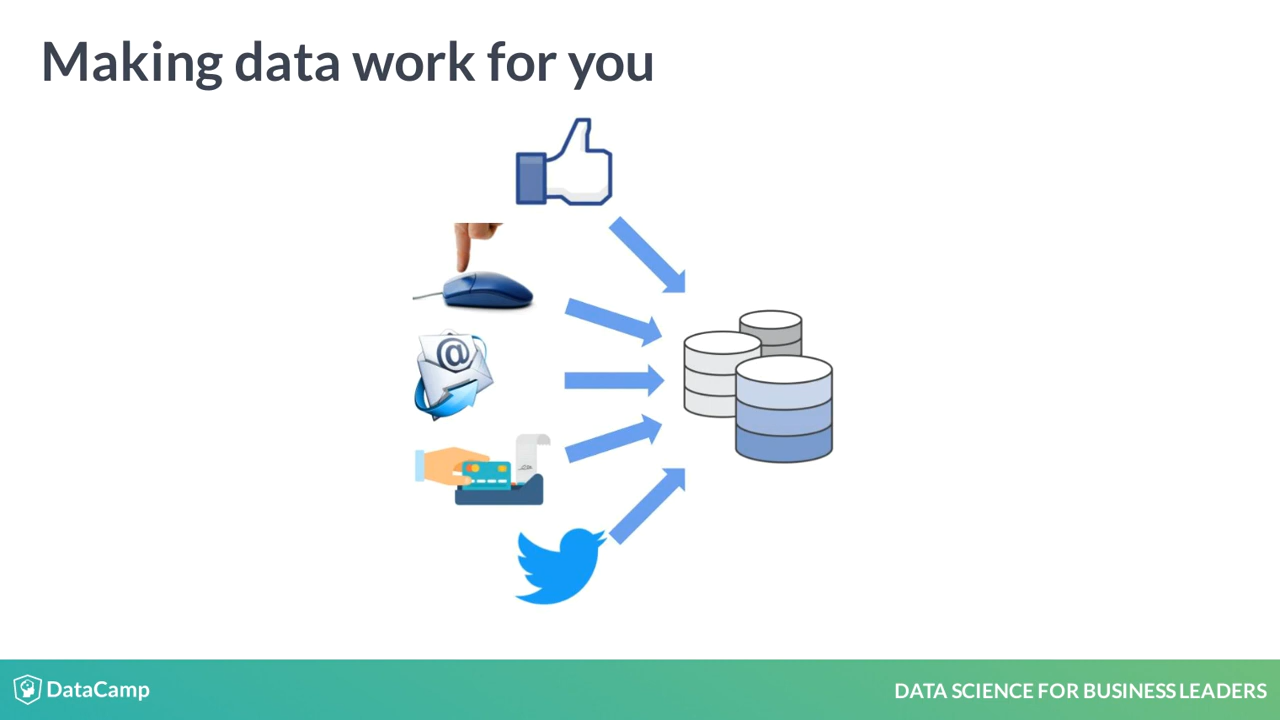 Making data work for you
@
DataCamp
DATA SCIENCE FOR BUSINESS LEADERS